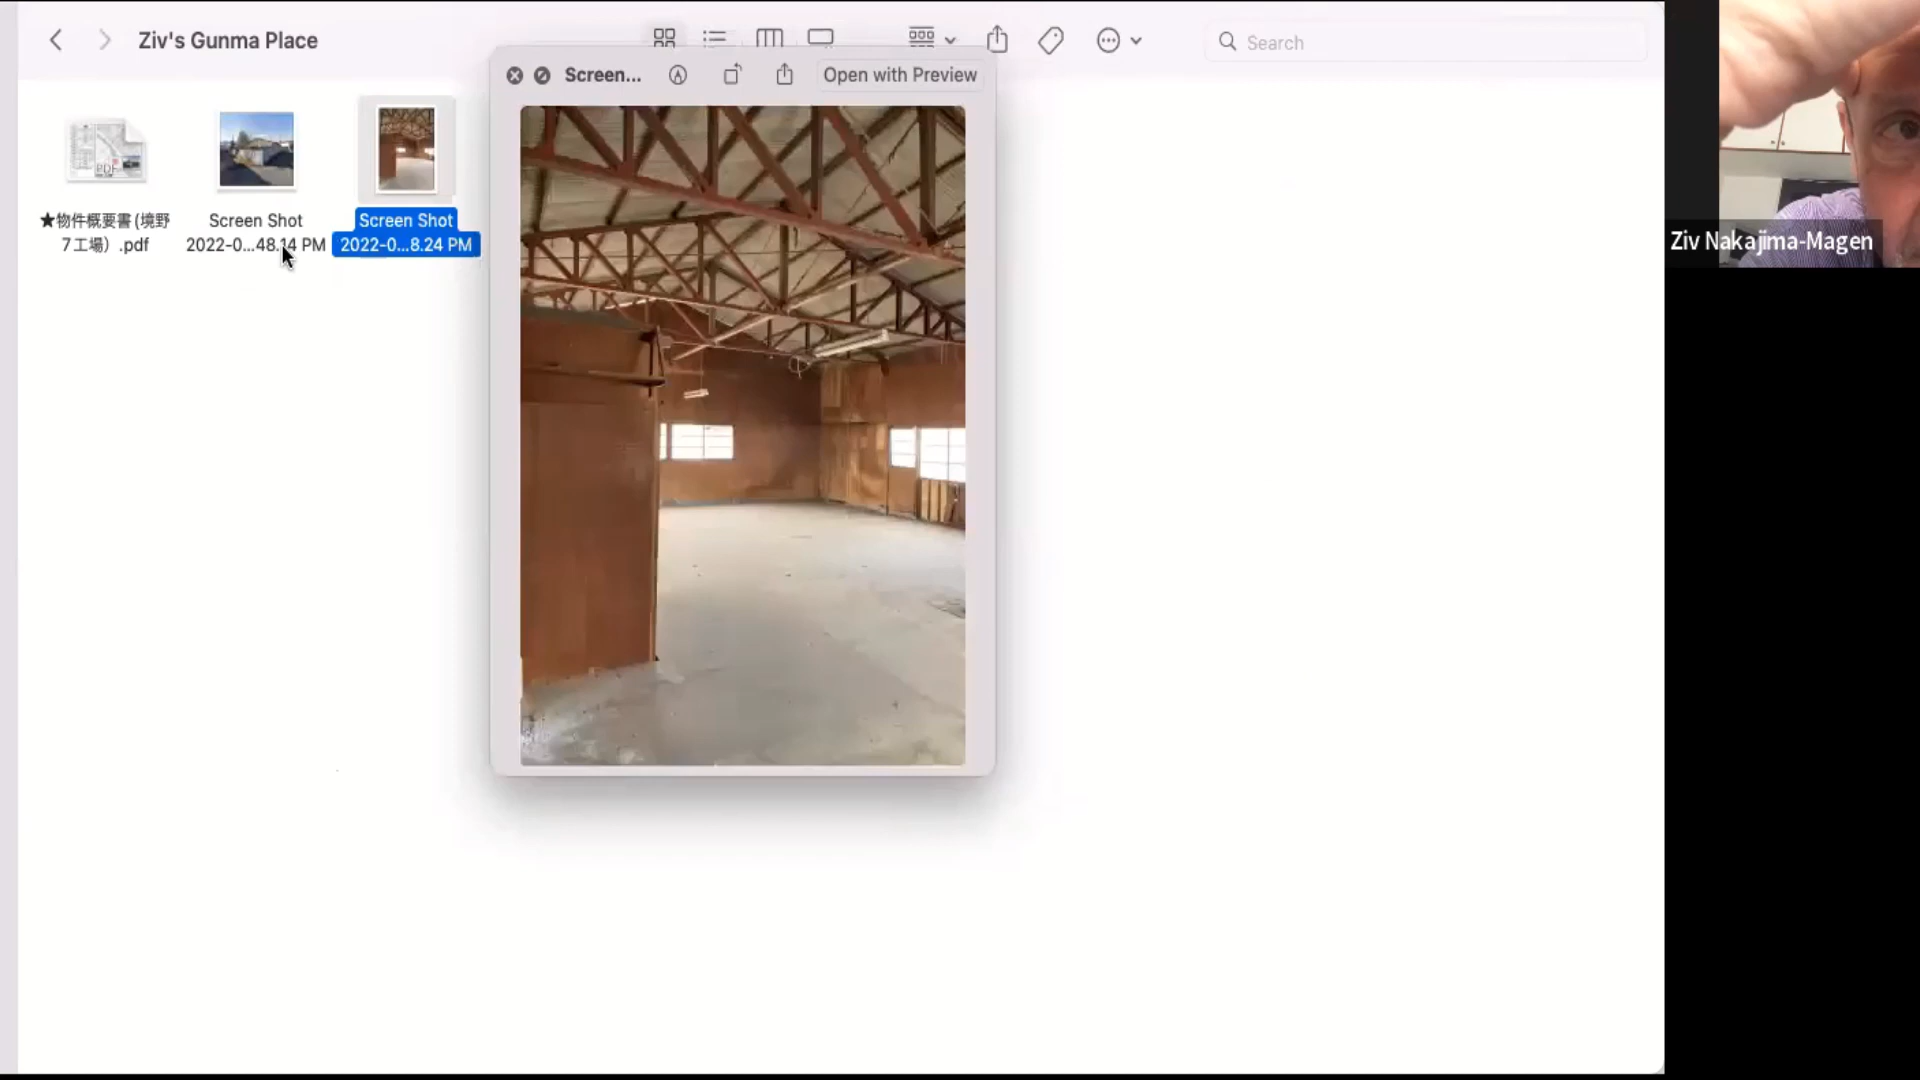 Ziv's Gunma Place
Search
Screen...
Open with Preview
★物件概要書(境野
7工場）.pdf
PDF
Screen Shot
2022-0...48.14 PM
Screen Shot
2022-0...8.24 PM
Ziv Nakajima-Magen